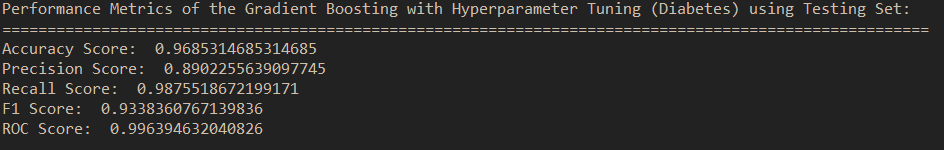 Performance Metrics of the Gradient Boosting with Hyperparameter Tuning (Diabetes) using Testing Set:
=====================================================================================================
Accuracy Score:  0.9685314685314685
Precision Score:  0.8902255639097745
Recall Score:  0.9875518672199171
F1 Score:  0.9338360767139836
ROC Score:  0.996394632040826